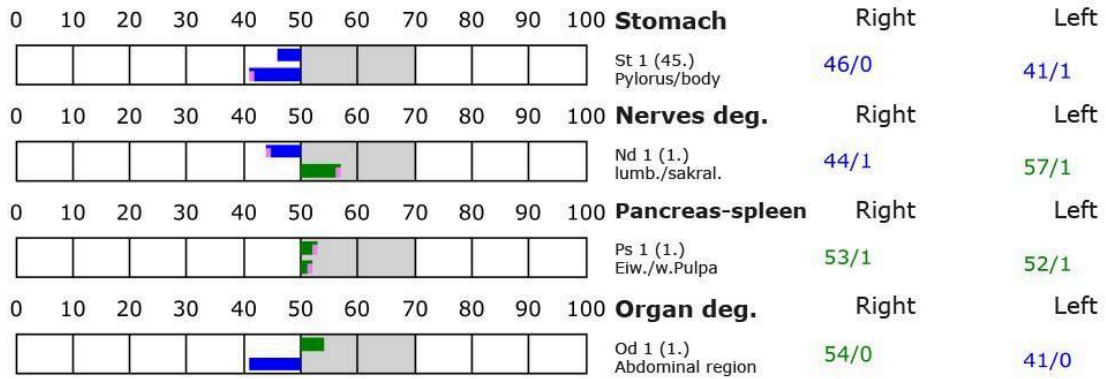 0 10 20 30 40 50 60 70 80 90 100 Stomach Right Left
St 1 (45.) 46/0 41/1
Pylorus/body
0 10 20 30 40 50 60 70 80 90 100 Nerves deg. Right Left
Nd 1 (1.) 44/1 57/1
lumb./sakral.
0 10 20 30 40 50 60 70 80 90 100 Pancreas-spleen Right Left
Ps 1 (1.) 53/1 52/1
Eiw./w.Pulpa
0 10 20 30 40 50 60 70 80 90 100 Organ deg. Right Left
Od 1 (1.) 54/0 41/0
Abdominal region